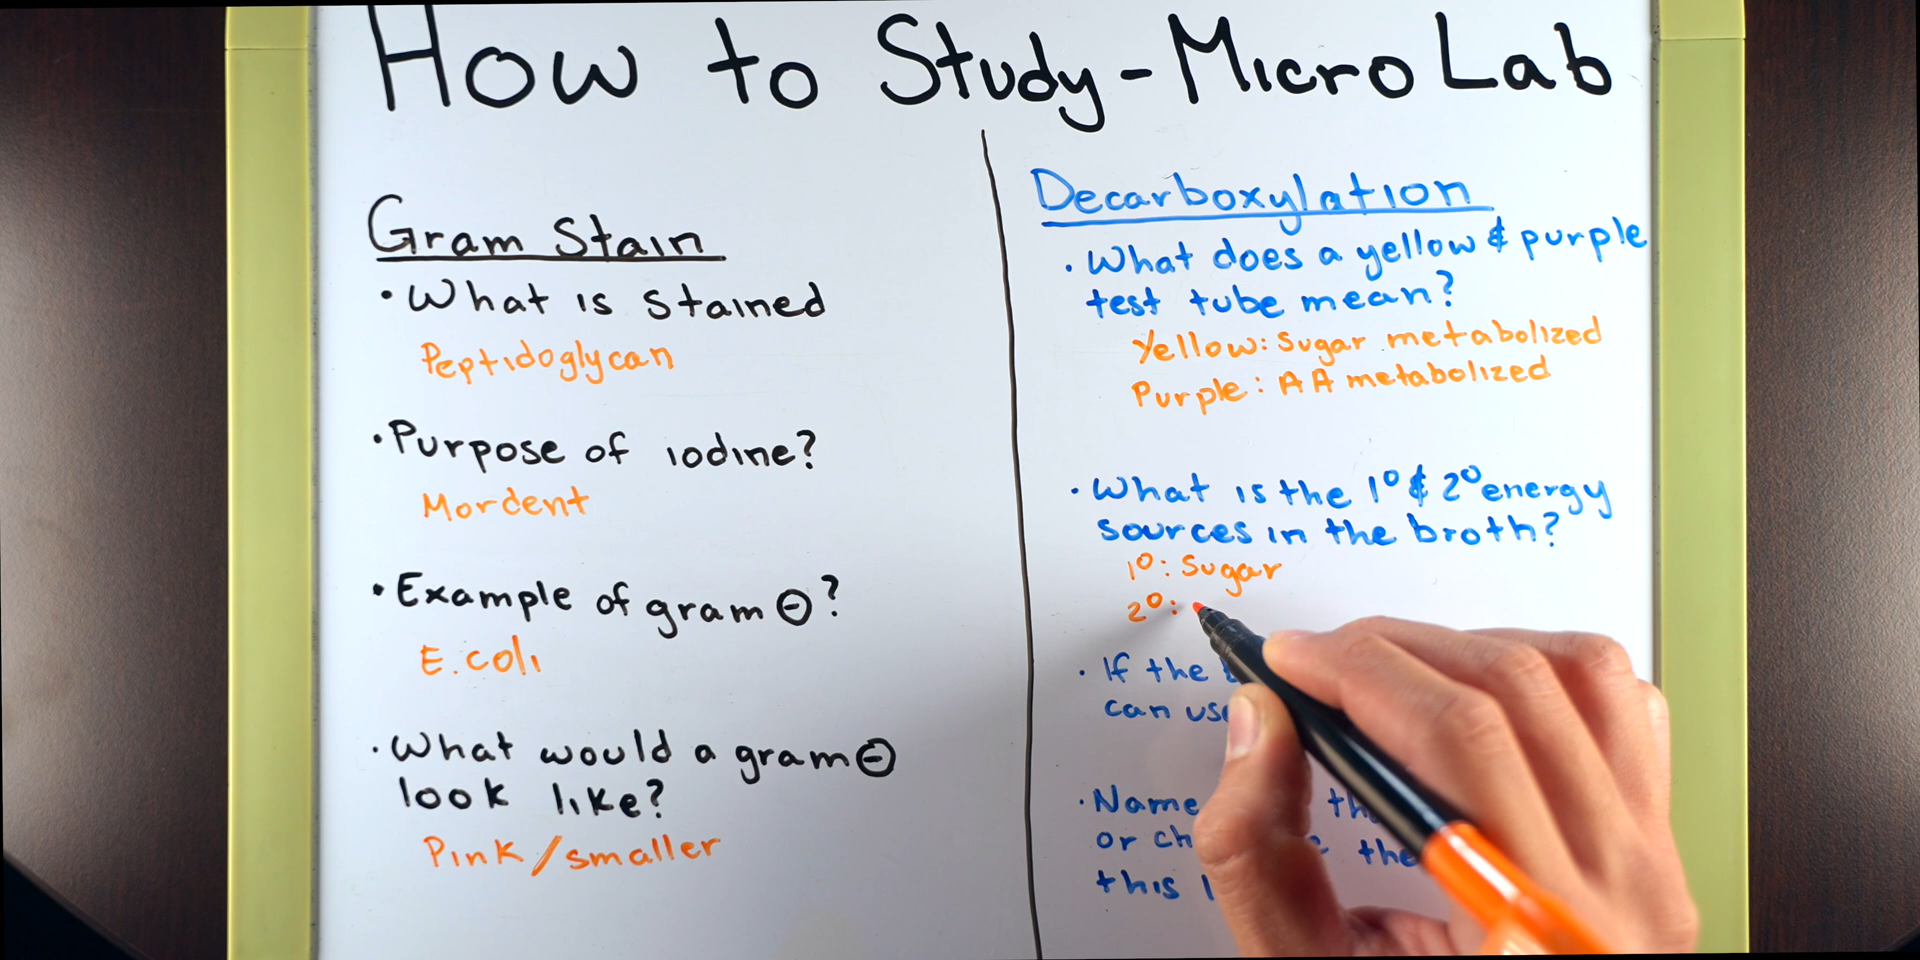 How to Study - Micro Lab
Gram Stain
• What is stained
Peptidoglycan
• Purpose of iodine?
Mordent
• Example of gram ⊖?
E. coli
• What would a gram ⊖
look like?
Pink/smaller
Decarboxylation
• What does a yellow & purple
test tube mean?
Yellow: Sugar metabolized
Purple: AA metabolized
• What is the 1° & 2° energy
sources in the broth?
1°: Sugar
2°:
• If the
can
• Name
or the
this